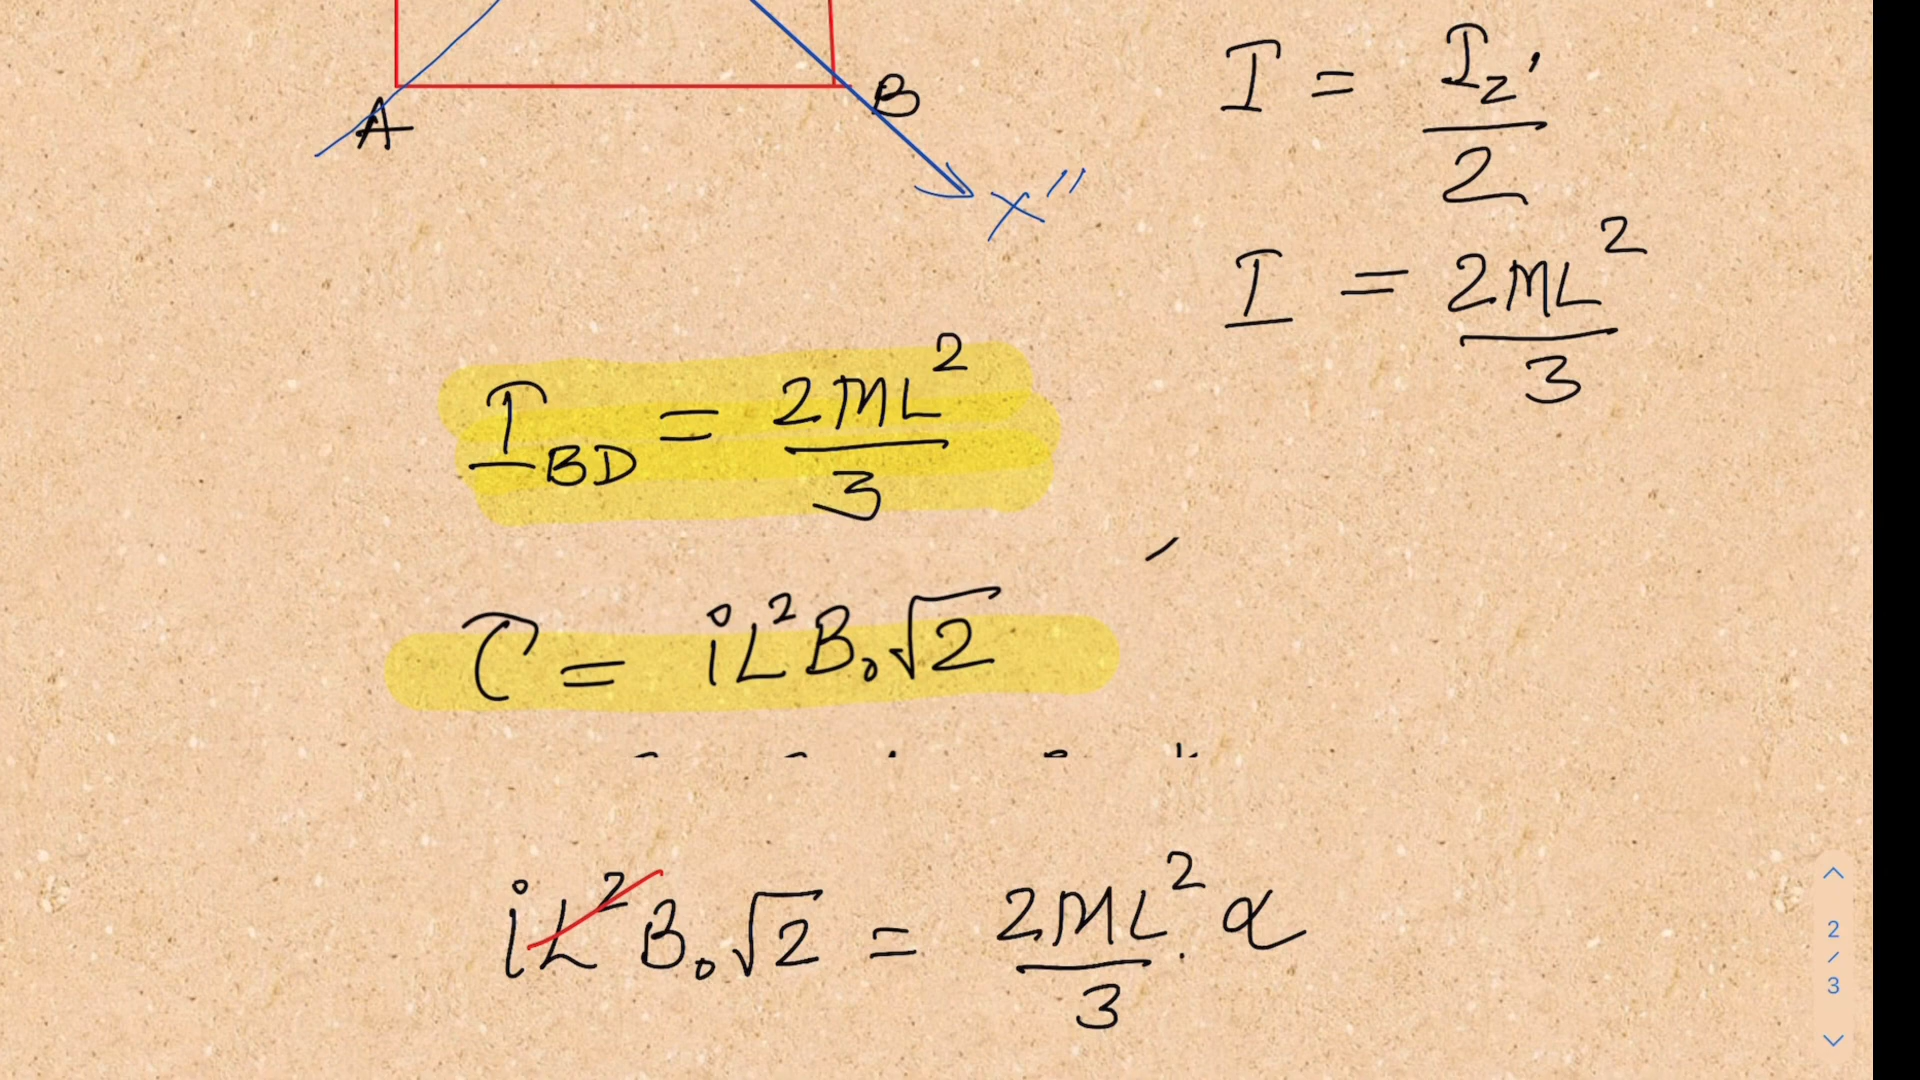 A
B
x''
I = I_z' / 2
I = 2ML² / 3
I_BD = 2ML² / 3
τ = iL²B₀√2
iL²B₀√2 = 2ML² / 3 . α
2
/
3